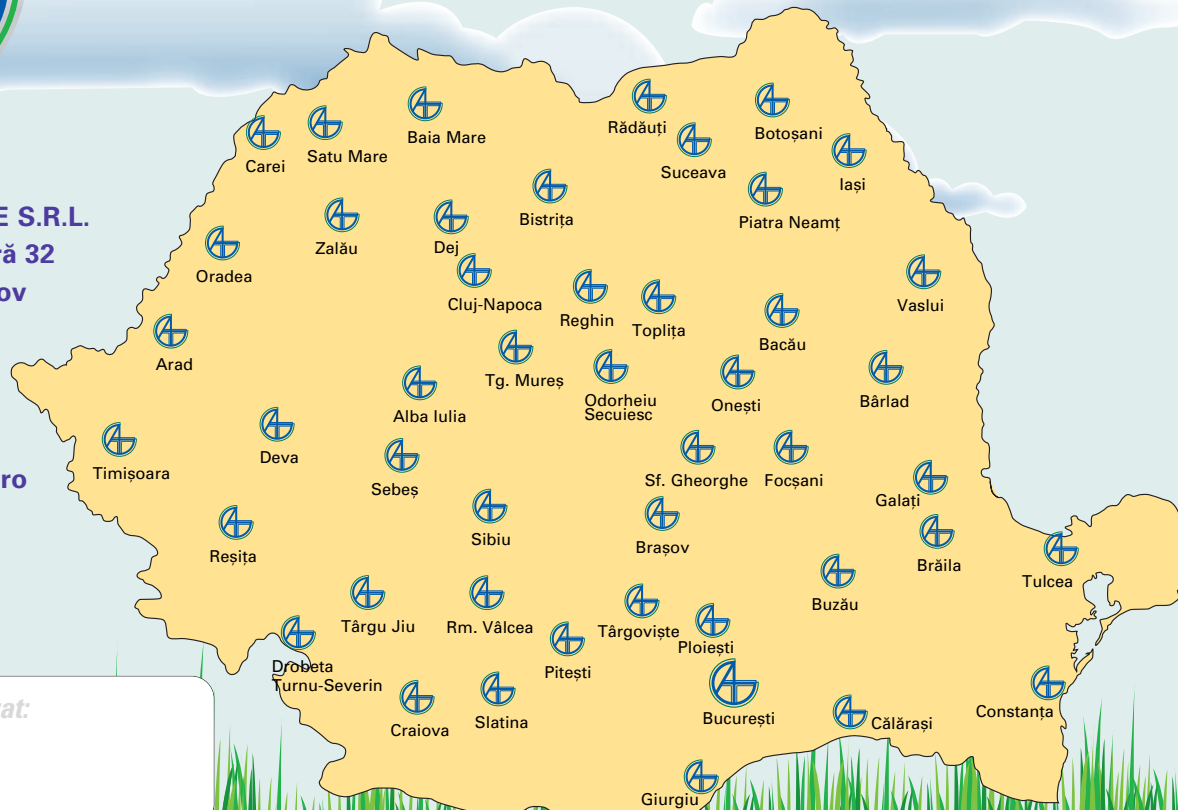 E S.R.L.
ră 32
ov
ro
at:
Rădăuți
Botoșani
Baia Mare
Satu Mare
Carei
Suceava
Iași
Bistrița
Piatra Neamț
Zalău
Dej
Oradea
Cluj-Napoca
Vaslui
Reghin
Toplița
Bacău
Arad
Tg. Mureș
Odorheiu
Secuiesc
Onești
Bârlad
Alba Iulia
Deva
Timișoara
Sebeș
Sf. Gheorghe
Focșani
Galați
Sibiu
Brașov
Reșița
Brăila
Tulcea
Buzău
Târgu Jiu
Rm. Vâlcea
Târgoviște
Ploiești
Drobeta
Turnu-Severin
Pitești
Craiova
Slatina
București
Călărași
Constanța
Giurgiu